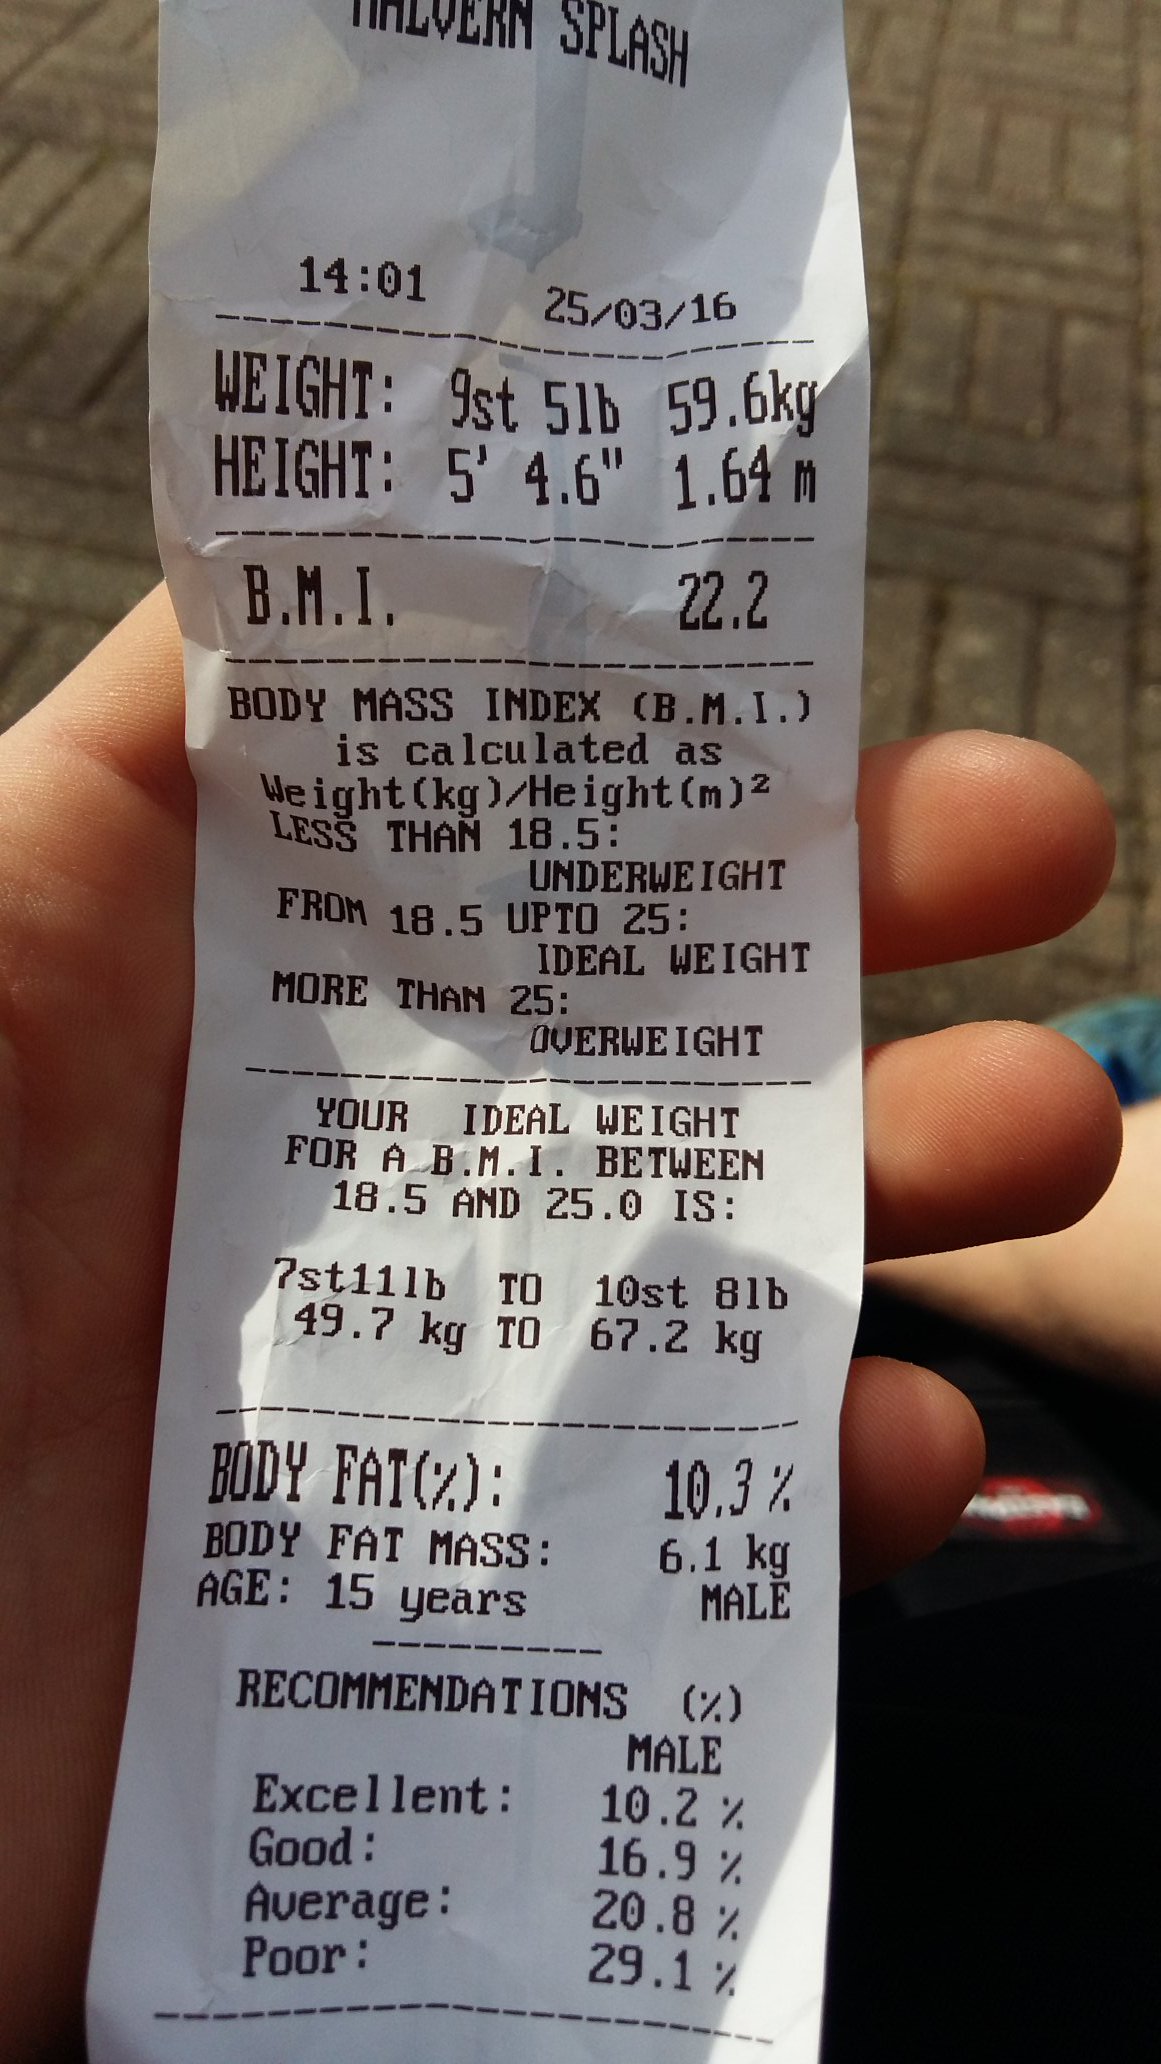 MALVERN SPLASH
14:01 25/03/16
WEIGHT: 9st 5lb 59.6kg
HEIGHT: 5' 4.6" 1.64 m
B.M.I. 22.2
BODY MASS INDEX (B.M.I.)
is calculated as
Weight(kg)/Height(m)²
LESS THAN 18.5:
UNDERWEIGHT
FROM 18.5 UPTO 25:
IDEAL WEIGHT
MORE THAN 25:
OVERWEIGHT
YOUR IDEAL WEIGHT
FOR A B.M.I. BETWEEN
18.5 AND 25.0 IS:
7st11lb TO 10st 8lb
49.7 kg TO 67.2 kg
BODY FAT(%): 10.3 %
BODY FAT MASS: 6.1 kg
AGE: 15 years MALE
RECOMMENDATIONS (%)
MALE
Excellent: 10.2 %
Good: 16.9 %
Average: 20.8 %
Poor: 29.1 %